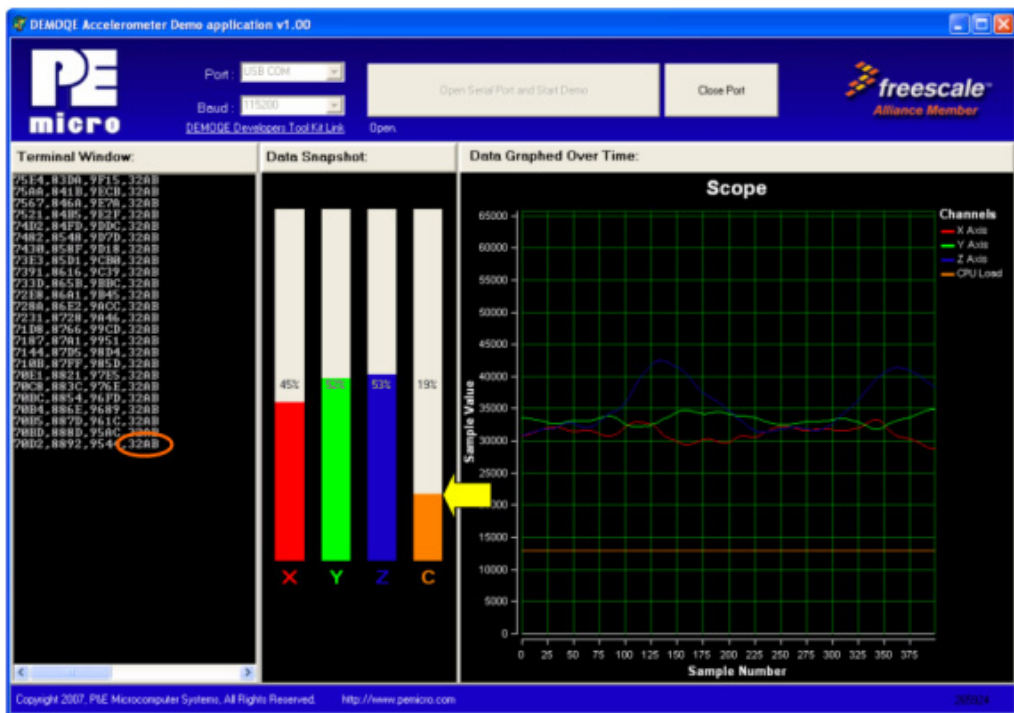 DEMOQE Accelerometer Demo application v1.00
PE
micro
Port : USB COM
Baud : 115200
DEMOQE Developers Tool Kit Link
Open Serial Port and Start Demo
Open.
Close Port
freescale™
Alliance Member
Terminal Window:
75E4,83DA,9F15,32AB
75AA,841B,9ECB,32AB
7567,846A,9E7A,32AB
7521,84B5,9E2F,32AB
74D2,84FD,9DDC,32AB
7482,8548,9D7D,32AB
7430,858F,9D18,32AB
73E3,85D1,9CB0,32AB
7391,8616,9C39,32AB
733D,865B,9BBC,32AB
72E8,86A1,9B45,32AB
728A,86E2,9ACC,32AB
7231,8728,9A46,32AB
71D8,8766,99CD,32AB
7187,87A1,9951,32AB
7144,87D5,98D4,32AB
710B,87FF,985D,32AB
70E1,8821,97E5,32AB
70C8,883C,976E,32AB
70BC,8854,96FD,32AB
70B4,886E,9689,32AB
70B5,887D,961C,32AB
70BD,888D,95AC,32AB
70D2,8892,954,32AB
Data Snapshot:
45% 52% 53% 19%
X Y Z C
Data Graphed Over Time:
Scope
Channels
X Axis
Y Axis
Z Axis
CPU Load
Sample Value
65000
60000
55000
50000
45000
40000
35000
30000
25000
20000
15000
10000
5000
0
0 25 50 75 100 125 150 175 200 225 250 275 300 325 350 375
Sample Number
Copyright 2007, P&E Microcomputer Systems, All Rights Reserved. http://www.pemicro.com